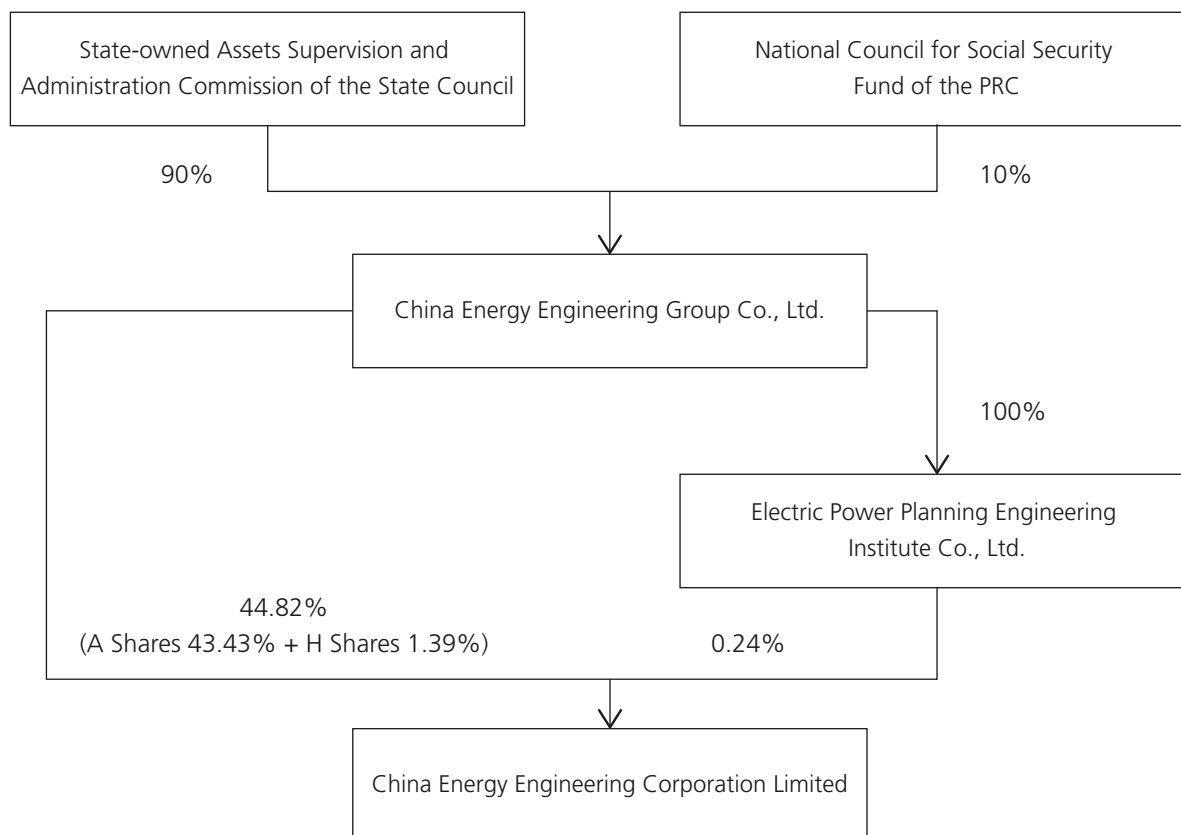 State-owned Assets Supervision and
Administration Commission of the State Council
National Council for Social Security
Fund of the PRC
90%
10%
China Energy Engineering Group Co., Ltd.
100%
Electric Power Planning Engineering
Institute Co., Ltd.
44.82%
(A Shares 43.43% + H Shares 1.39%)
0.24%
China Energy Engineering Corporation Limited